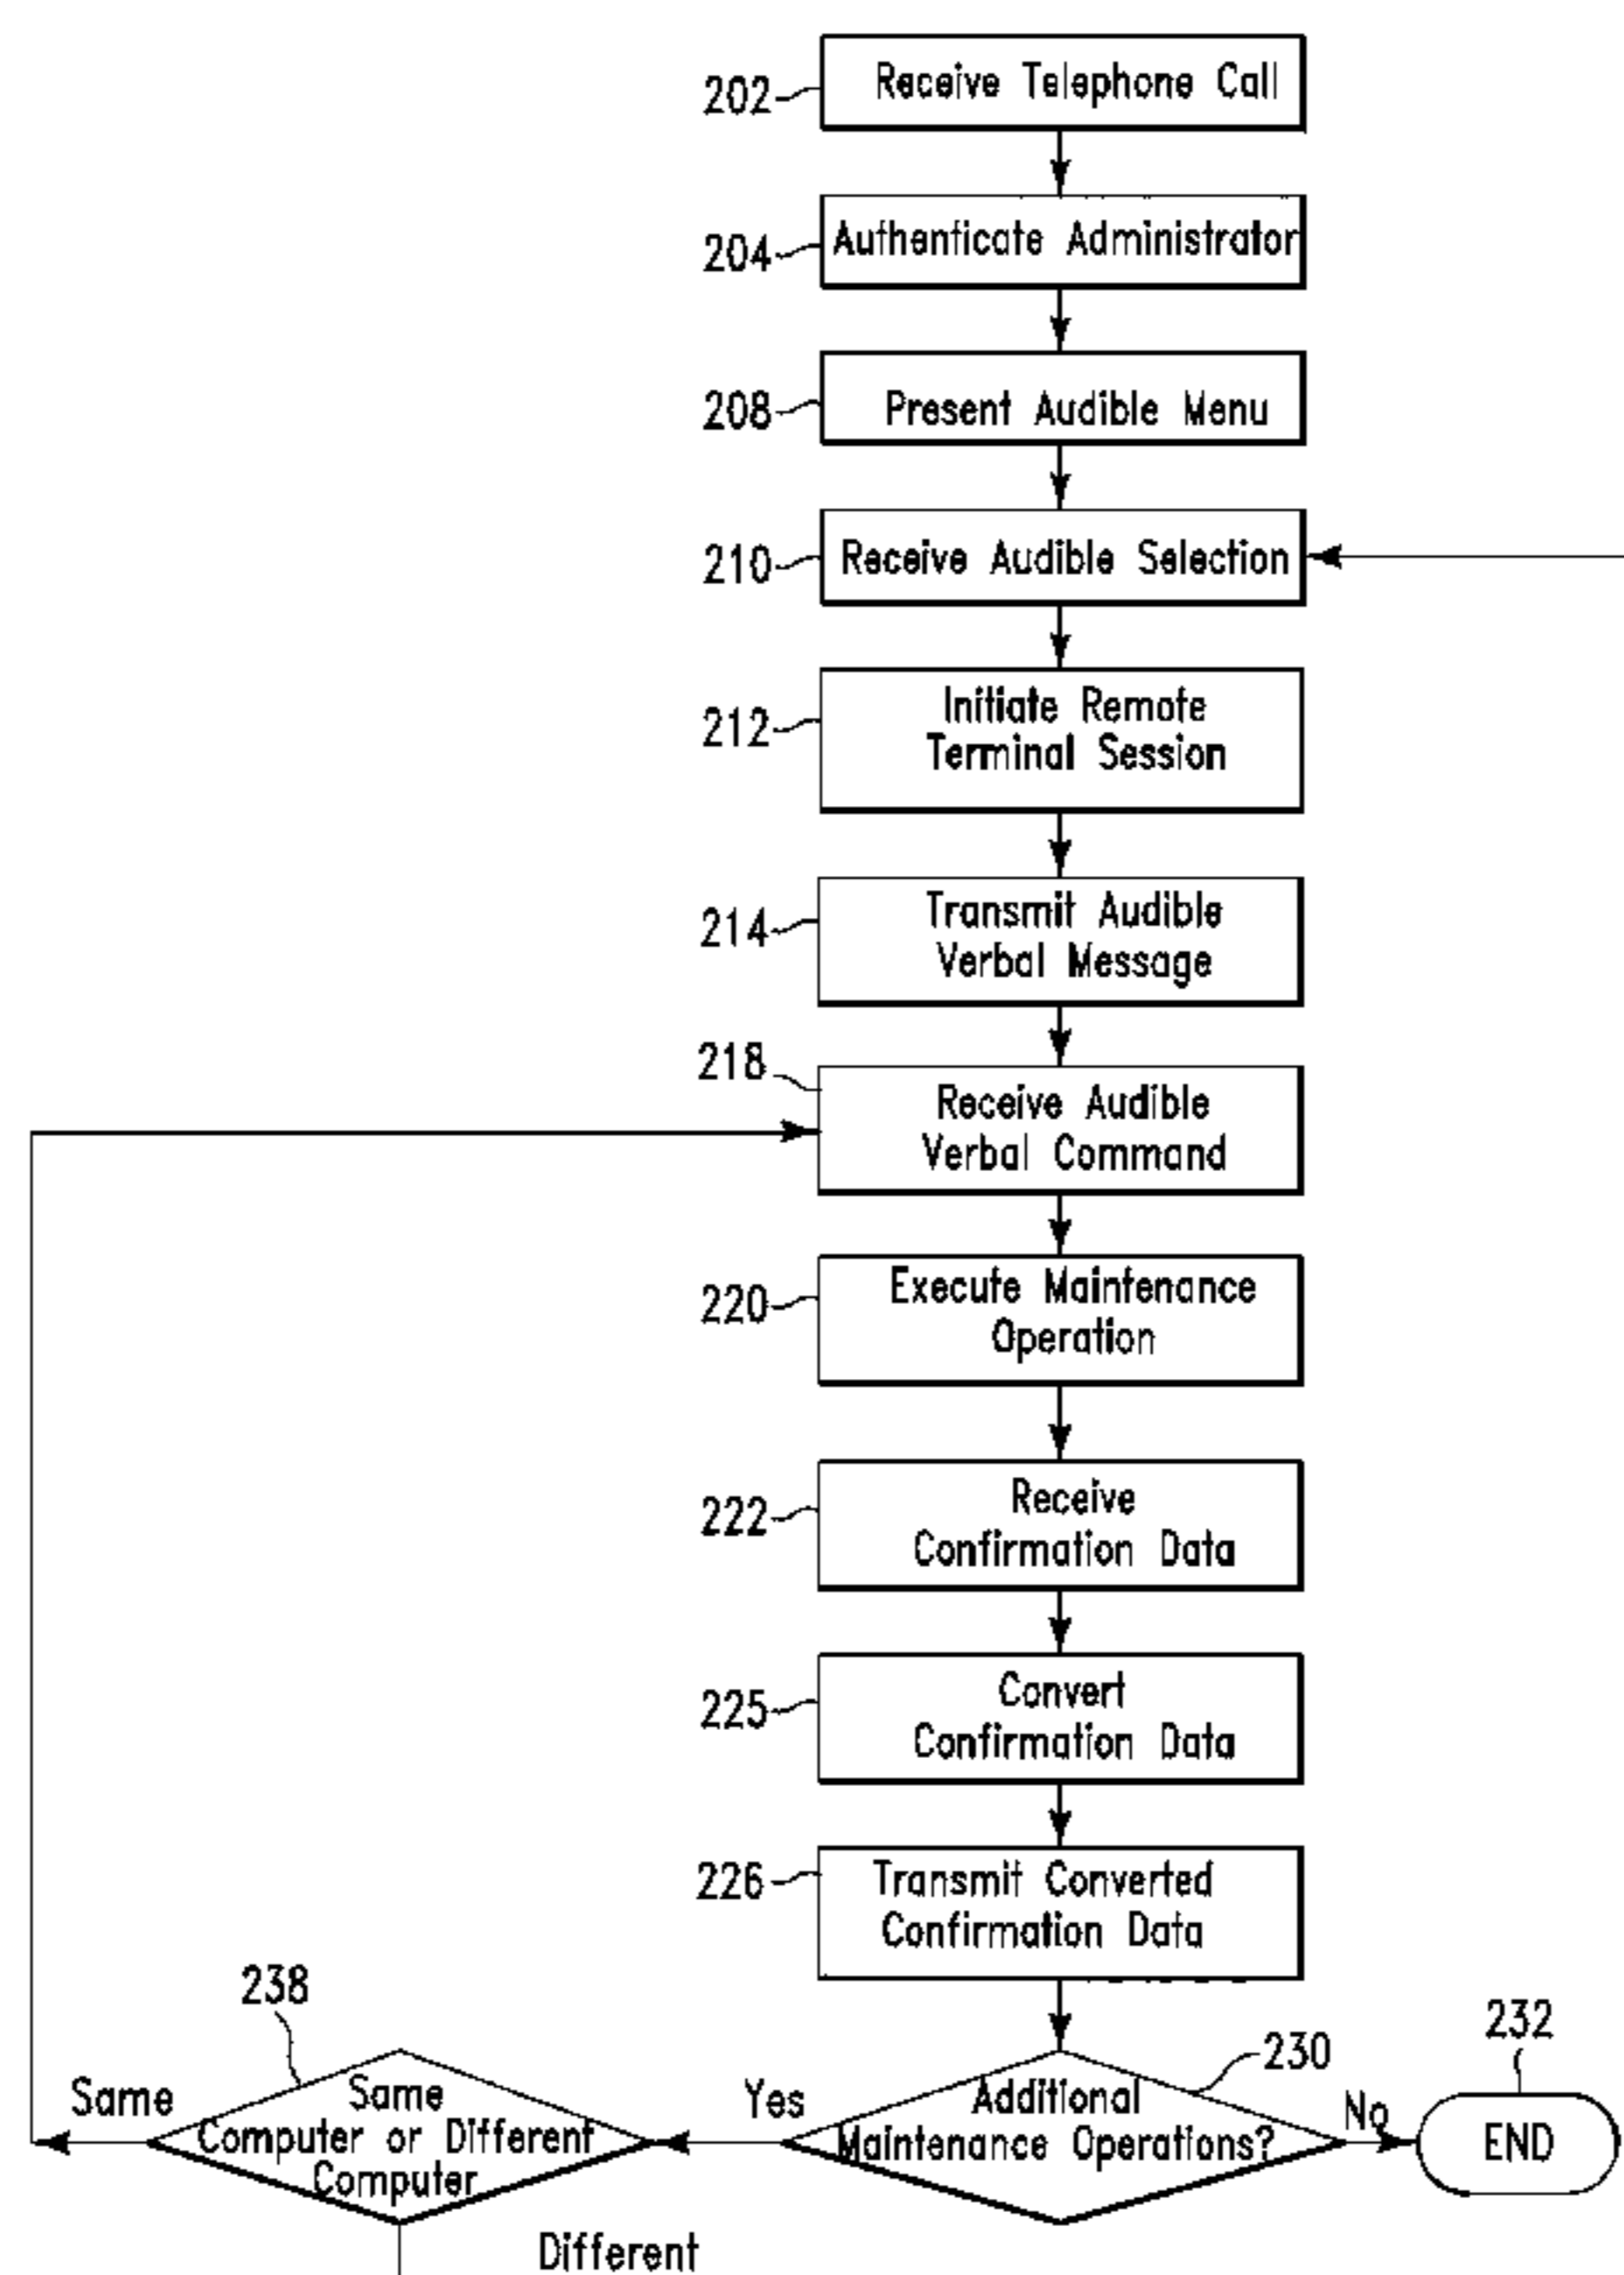 202
Receive Telephone Call
204
Authenticate Administrator
208
Present Audible Menu
210
Receive Audible Selection
212
Initiate Remote
Terminal Session
214
Transmit Audible
Verbal Message
218
Receive Audible
Verbal Command
220
Execute Maintenance
Operation
222
Receive
Confirmation Data
225
Convert
Confirmation Data
226
Transmit Converted
Confirmation Data
238
Same
Same
Computer or Different
Computer
Yes
230
Additional
Maintenance Operations?
No
232
END
Different